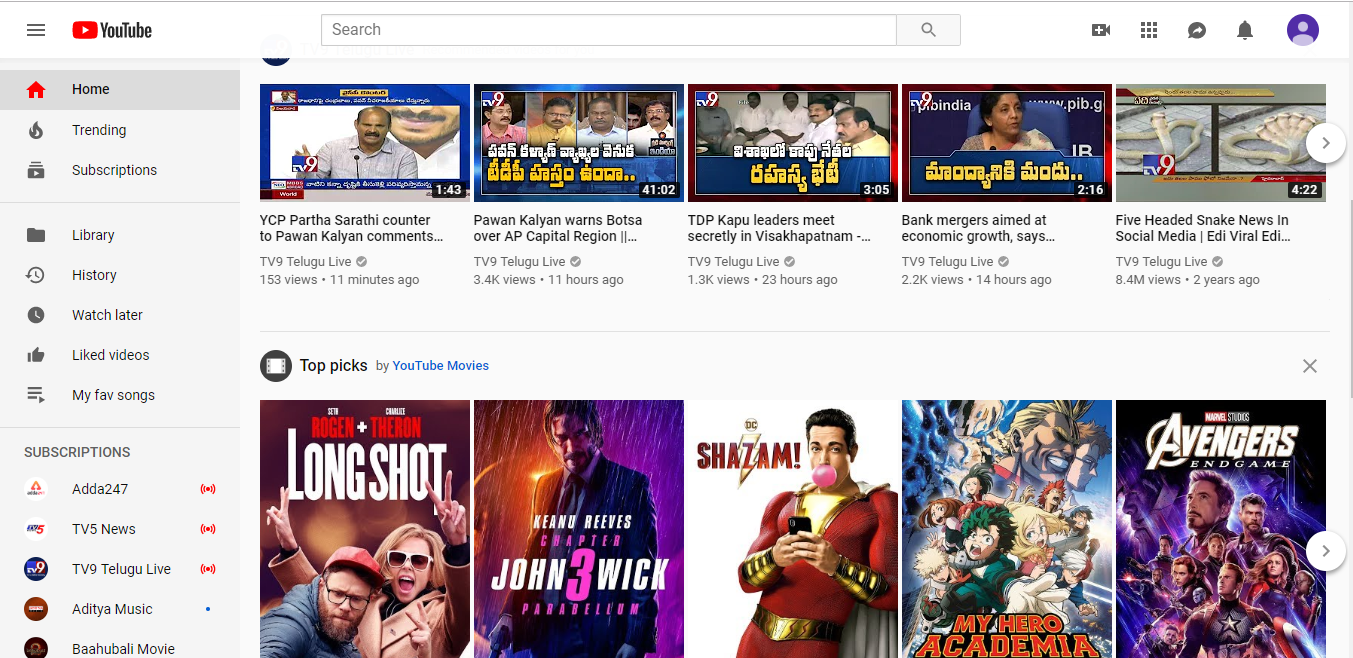 YouTube
Search
TV9 Telugu Live
Home
Trending
Subscriptions
Library
History
Watch later
Liked videos
My fav songs
SUBSCRIPTIONS
Adda247
TV5 News
TV9 Telugu Live
Aditya Music
Baahubali Movie
వైసీపీ కౌంటర్
tv9
World
1:43
tv9
పవన్ కళ్యాణ్ వ్యాఖ్యల వెనుక
టీడీపీ హస్తం ఉందా..
41:02
tv9
విశాఖలో కాపు నేతల
రహస్య భేటీ
3:05
tv9
pibindia
www.pib.g
మాంద్యానికి మందు..
2:16
tv9
4:22
YCP Partha Sarathi counter
to Pawan Kalyan comments...
TV9 Telugu Live
153 views • 11 minutes ago
Pawan Kalyan warns Botsa
over AP Capital Region ||...
TV9 Telugu Live
3.4K views • 11 hours ago
TDP Kapu leaders meet
secretly in Visakhapatnam -...
TV9 Telugu Live
1.3K views • 23 hours ago
Bank mergers aimed at
economic growth, says...
TV9 Telugu Live
2.2K views • 14 hours ago
Five Headed Snake News In
Social Media | Edi Viral Edi...
TV9 Telugu Live
8.4M views • 2 years ago
Top picks by YouTube Movies
SETH CHARLIZE
ROGEN + THERON
LONG SHOT
KEANU REEVES
CHAPTER
JOHN 3 WICK
PARABELLUM
DC
SHAZAM!
MY HERO
ACADEMIA
MARVEL STUDIOS
AVENGERS
ENDGAME